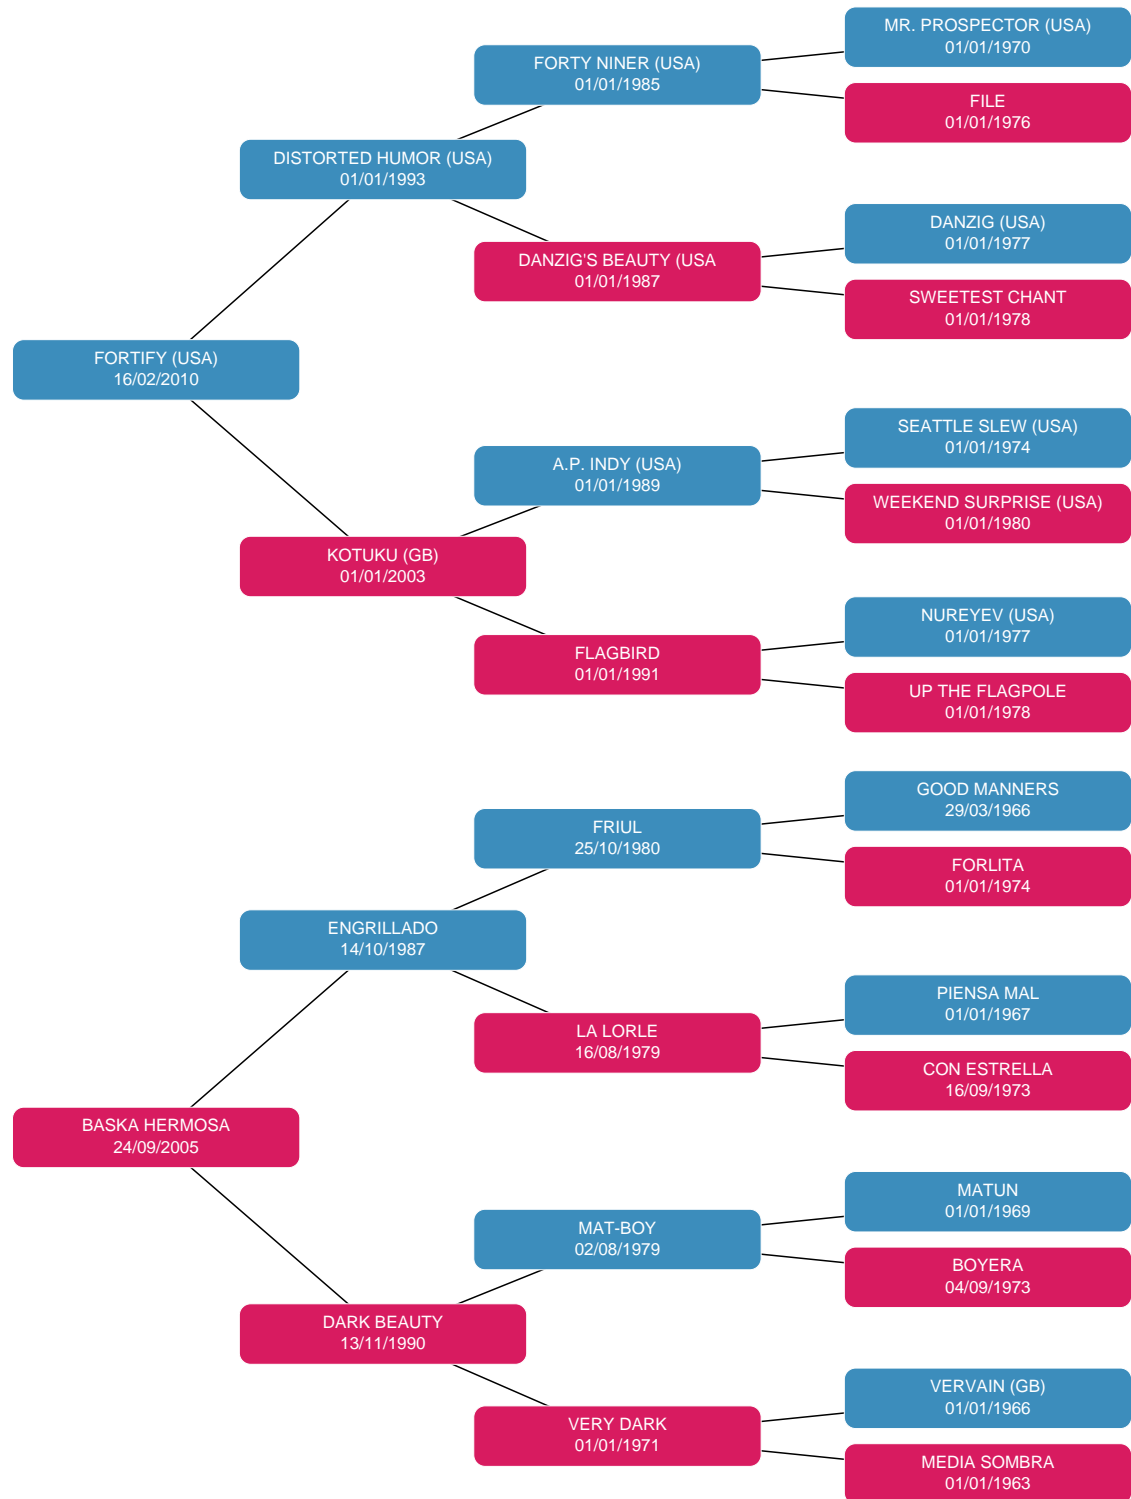 MR. PROSPECTOR (USA)
01/01/1970
FORTY NINER (USA)
01/01/1985
FILE
01/01/1976
DISTORTED HUMOR (USA)
01/01/1993
DANZIG (USA)
01/01/1977
DANZIG'S BEAUTY (USA
01/01/1987
SWEETEST CHANT
01/01/1978
FORTIFY (USA)
16/02/2010
SEATTLE SLEW (USA)
01/01/1974
A.P. INDY (USA)
01/01/1989
WEEKEND SURPRISE (USA)
01/01/1980
KOTUKU (GB)
01/01/2003
NUREYEV (USA)
01/01/1977
FLAGBIRD
01/01/1991
UP THE FLAGPOLE
01/01/1978
GOOD MANNERS
29/03/1966
FRIUL
25/10/1980
FORLITA
01/01/1974
ENGRILLADO
14/10/1987
PIENSA MAL
01/01/1967
LA LORLE
16/08/1979
CON ESTRELLA
16/09/1973
BASKA HERMOSA
24/09/2005
MATUN
01/01/1969
MAT-BOY
02/08/1979
BOYERA
04/09/1973
DARK BEAUTY
13/11/1990
VERVAIN (GB)
01/01/1966
VERY DARK
01/01/1971
MEDIA SOMBRA
01/01/1963